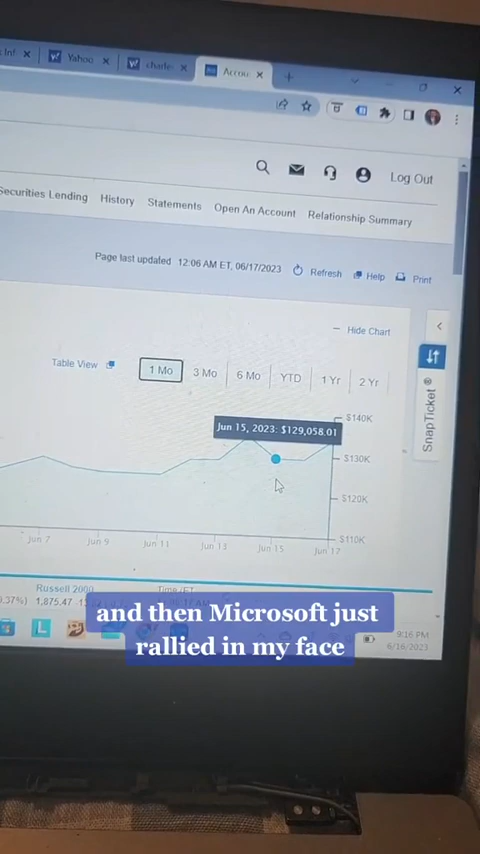 Yahoo
Accou
Log Out
Securities Lending History Statements Open An Account Relationship Summary
Page last updated 12:06 AM ET, 06/17/2023 Refresh Help Print
Hide Chart
Table View 1 Mo 3 Mo 6 Mo YTD 1 Yr 2 Yr
SnapTicket ®
$140K
Jun 15, 2023: $129,058.01
$130K
$120K
$110K
Jun 7 Jun 9 Jun 11 Jun 13 Jun 15 Jun 17
Russell 2000
1,875.47
and then Microsoft just
rallied in my face
9:16 PM
6/16/2023